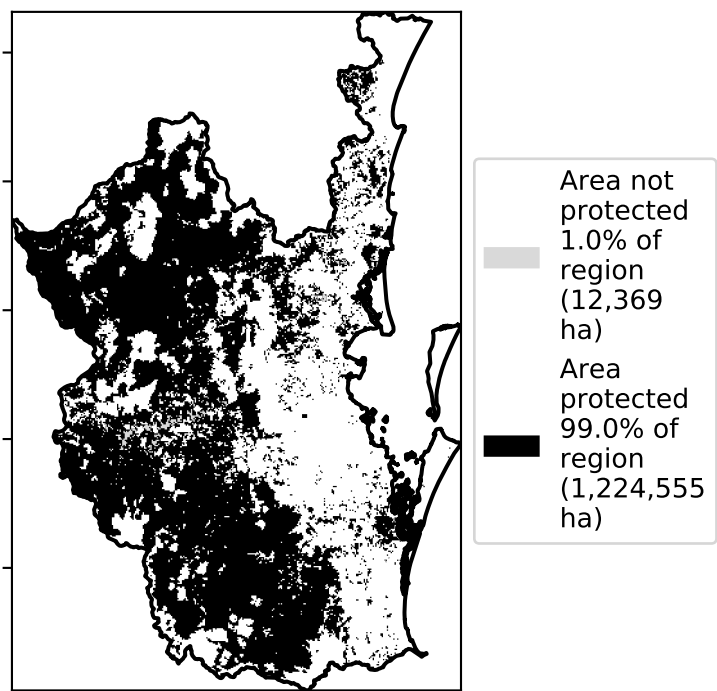 Area not
protected
1.0% of
region
(12,369
ha)
Area
protected
99.0% of
region
(1,224,555
ha)